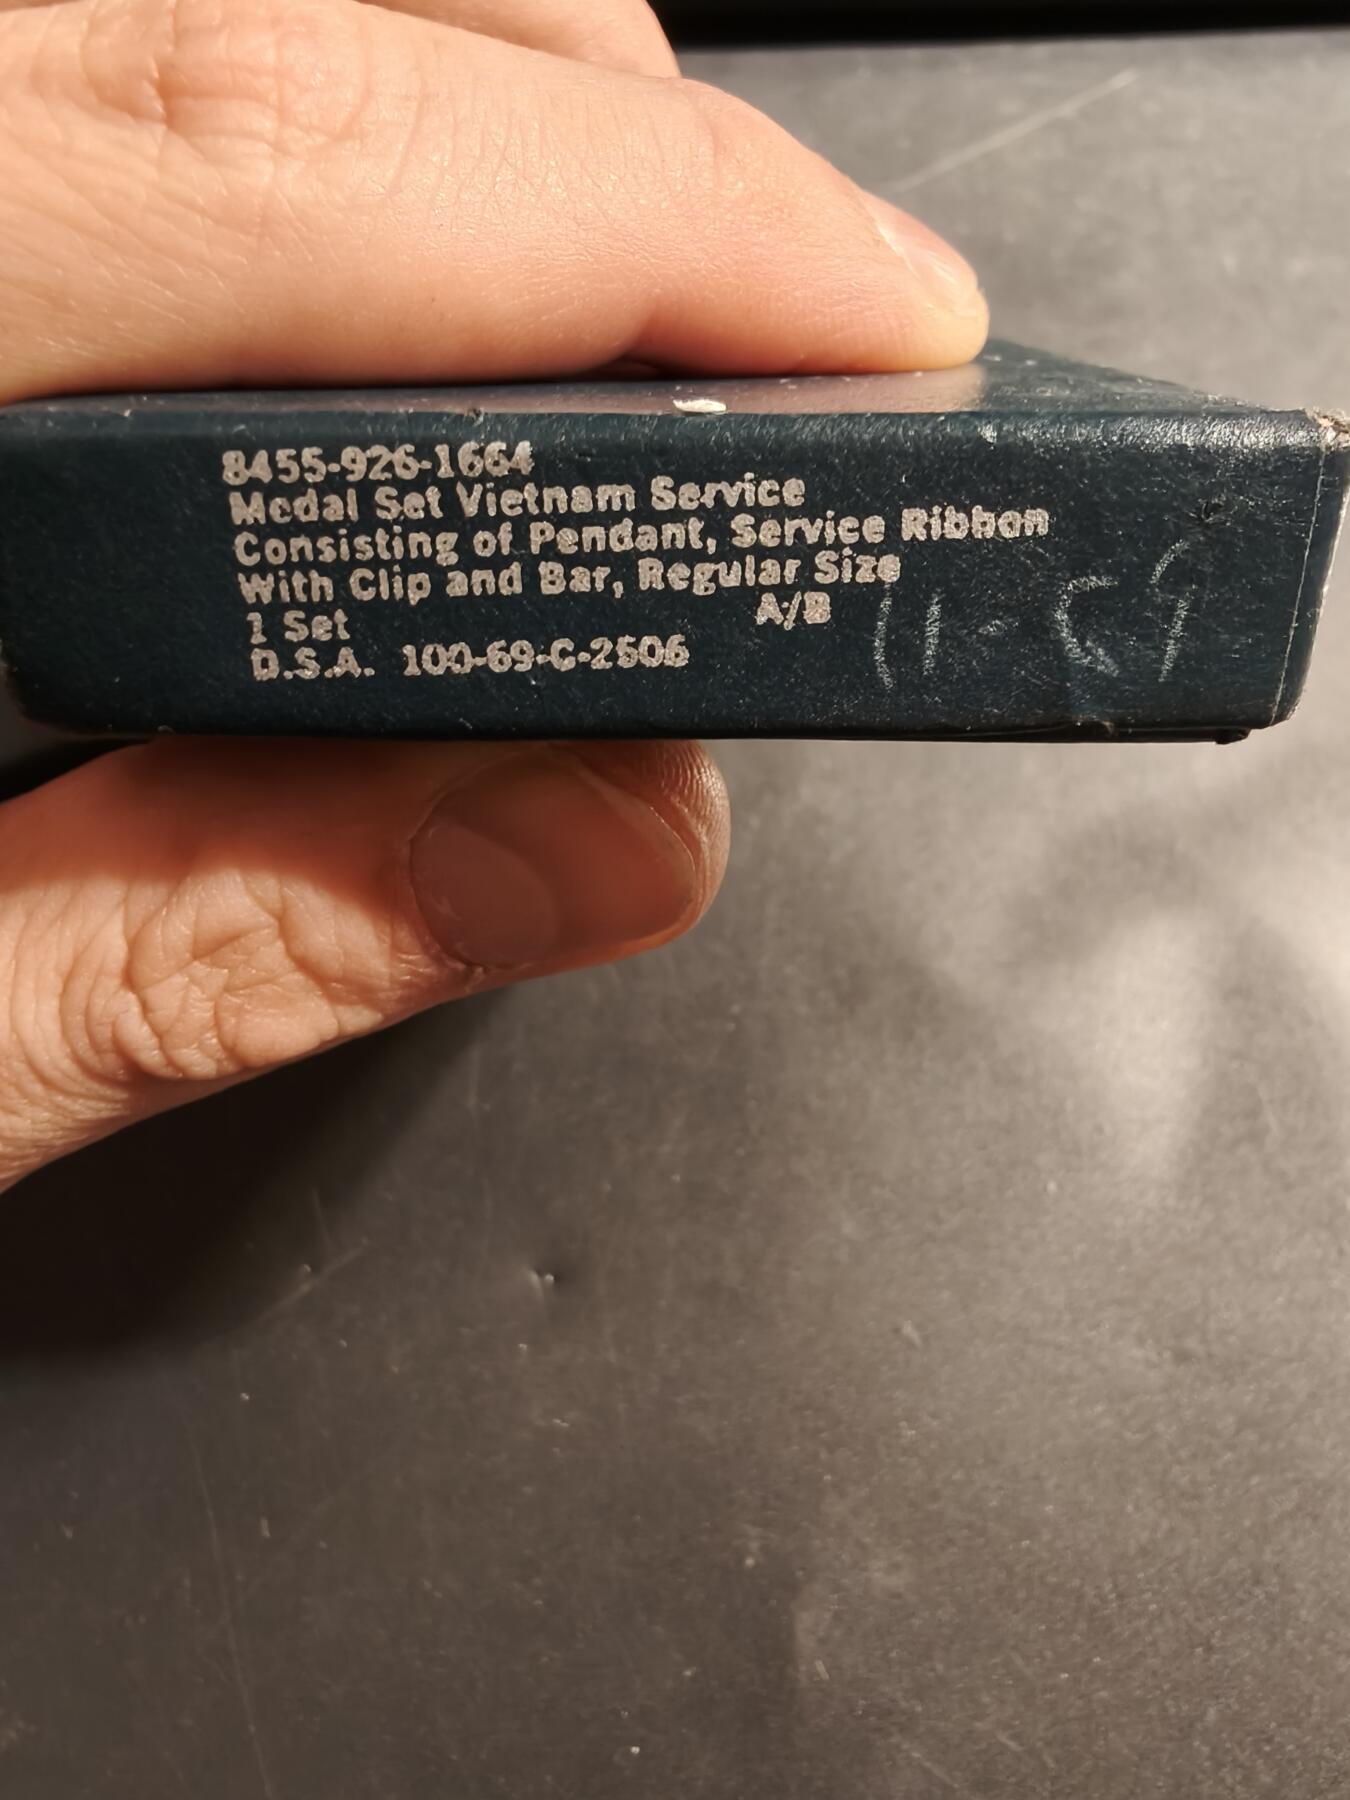 8455-926-1664
Medal Set Vietnam Service
Consisting of Pendant, Service Ribbon
With Clip and Bar, Regular Size
1 Set A/B
D.S.A. 100-69-C-2506